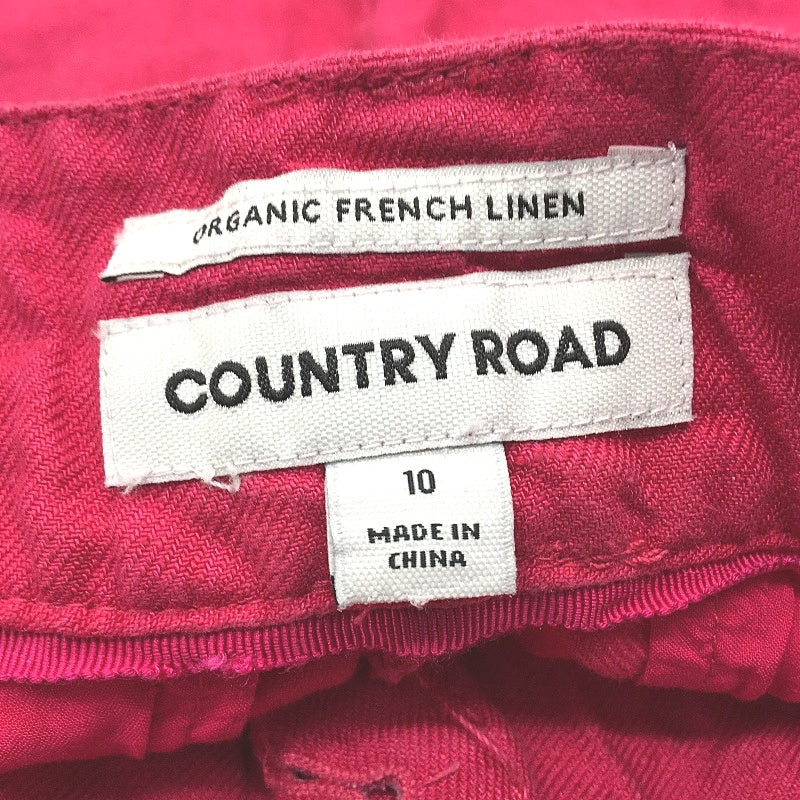 ORGANIC FRENCH LINEN
COUNTRY ROAD
10
MADE IN
CHINA